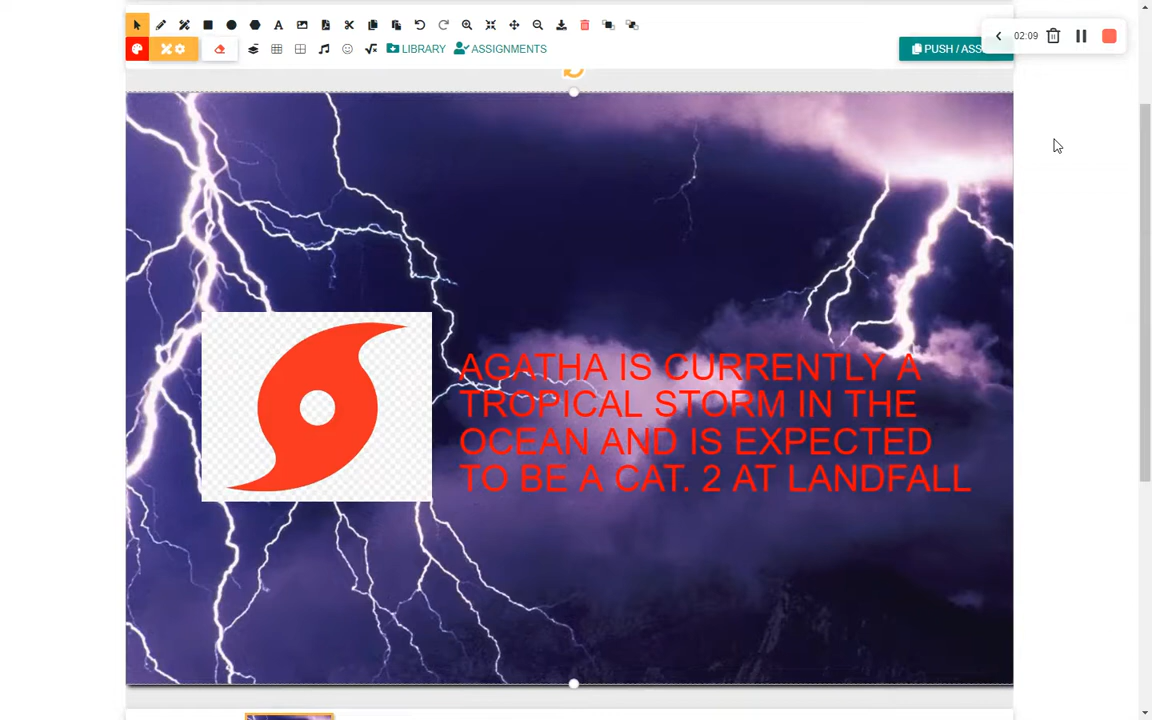 02:09
LIBRARY
ASSIGNMENTS
PUSH / ASS
AGATHA IS CURRENTLY A
TROPICAL STORM IN THE
OCEAN AND IS EXPECTED
TO BE A CAT. 2 AT LANDFALL